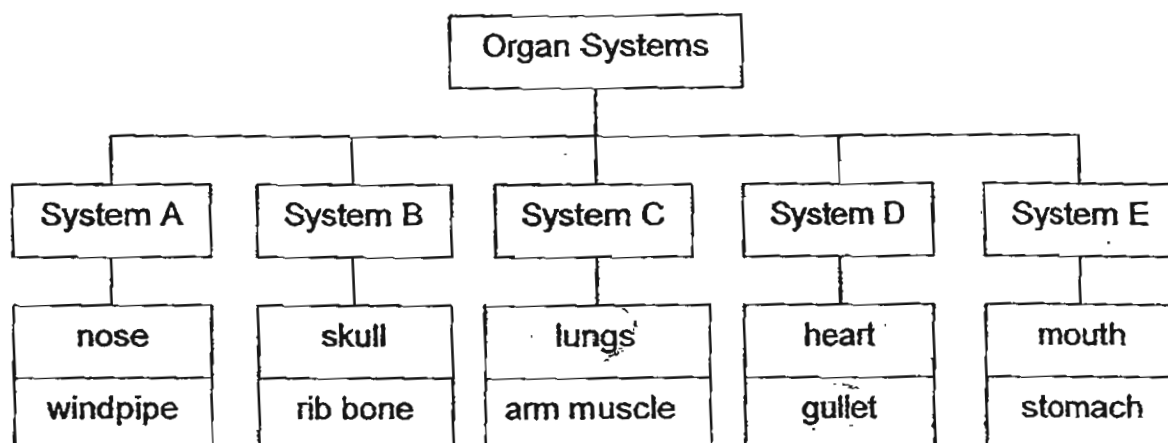 Organ Systems
System A
System B
System C
System D
System E
nose
skull
lungs
heart
mouth
windpipe
rib bone
arm muscle
gullet
stomach